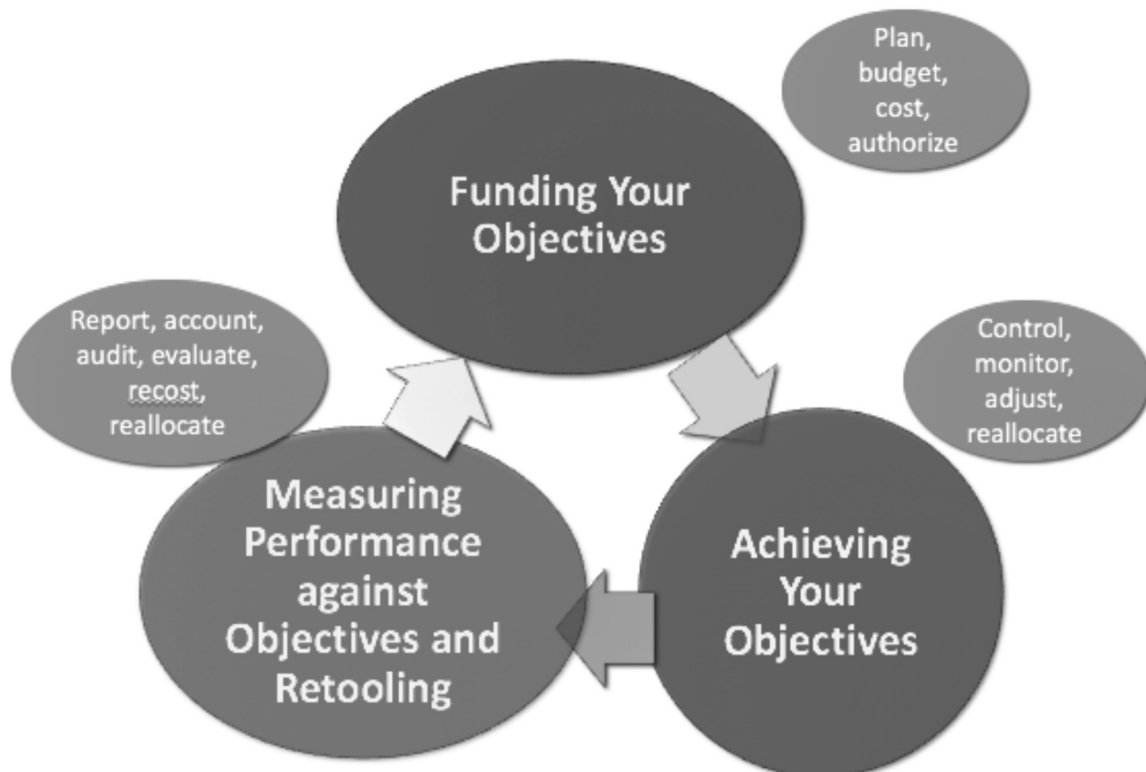 Plan,
budget,
cost,
authorize
Funding Your
Objectives
Report, account,
audit, evaluate,
recost,
reallocate
Control,
monitor,
adjust,
reallocate
Measuring
Performance
against
Objectives and
Retooling
Achieving
Your
Objectives